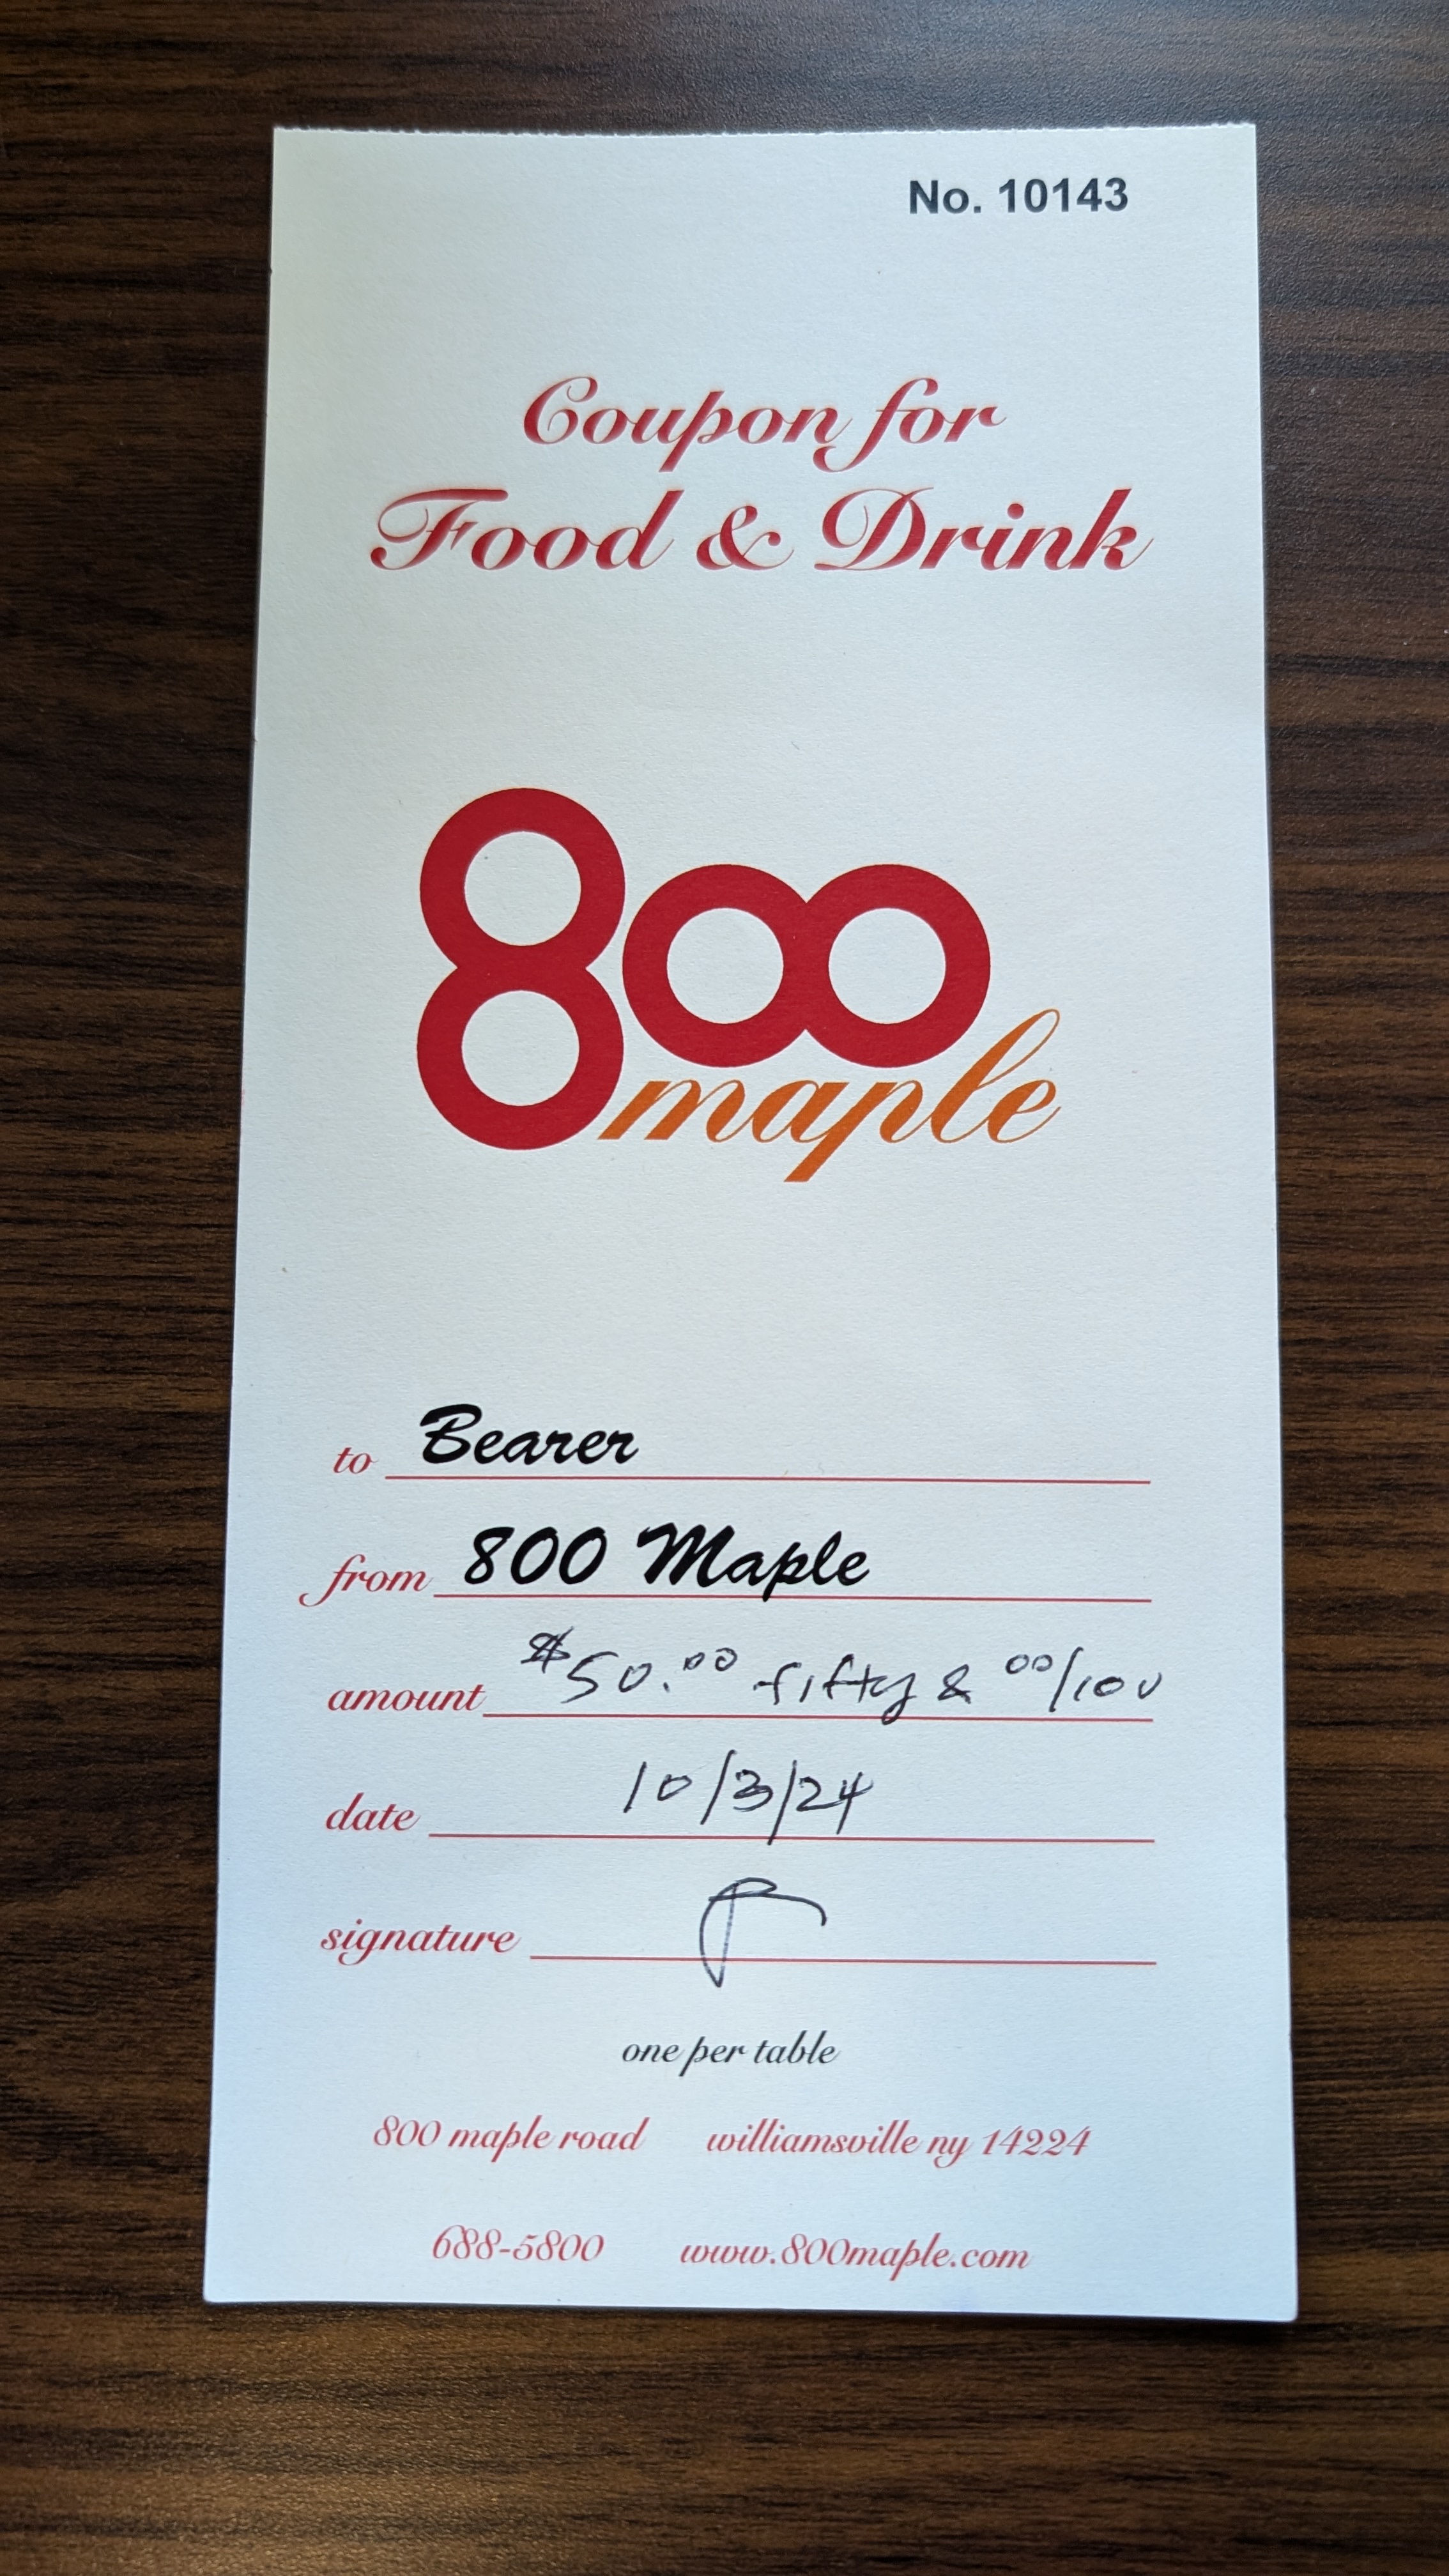 No. 10143
Coupon for
Food & Drink
800
maple
to Bearer
from 800 Maple
amount $50.00 fifty & 00/100
date 10/3/24
signature
one per table
800 maple road williamsville ny 14224
688-5800 www.800maple.com